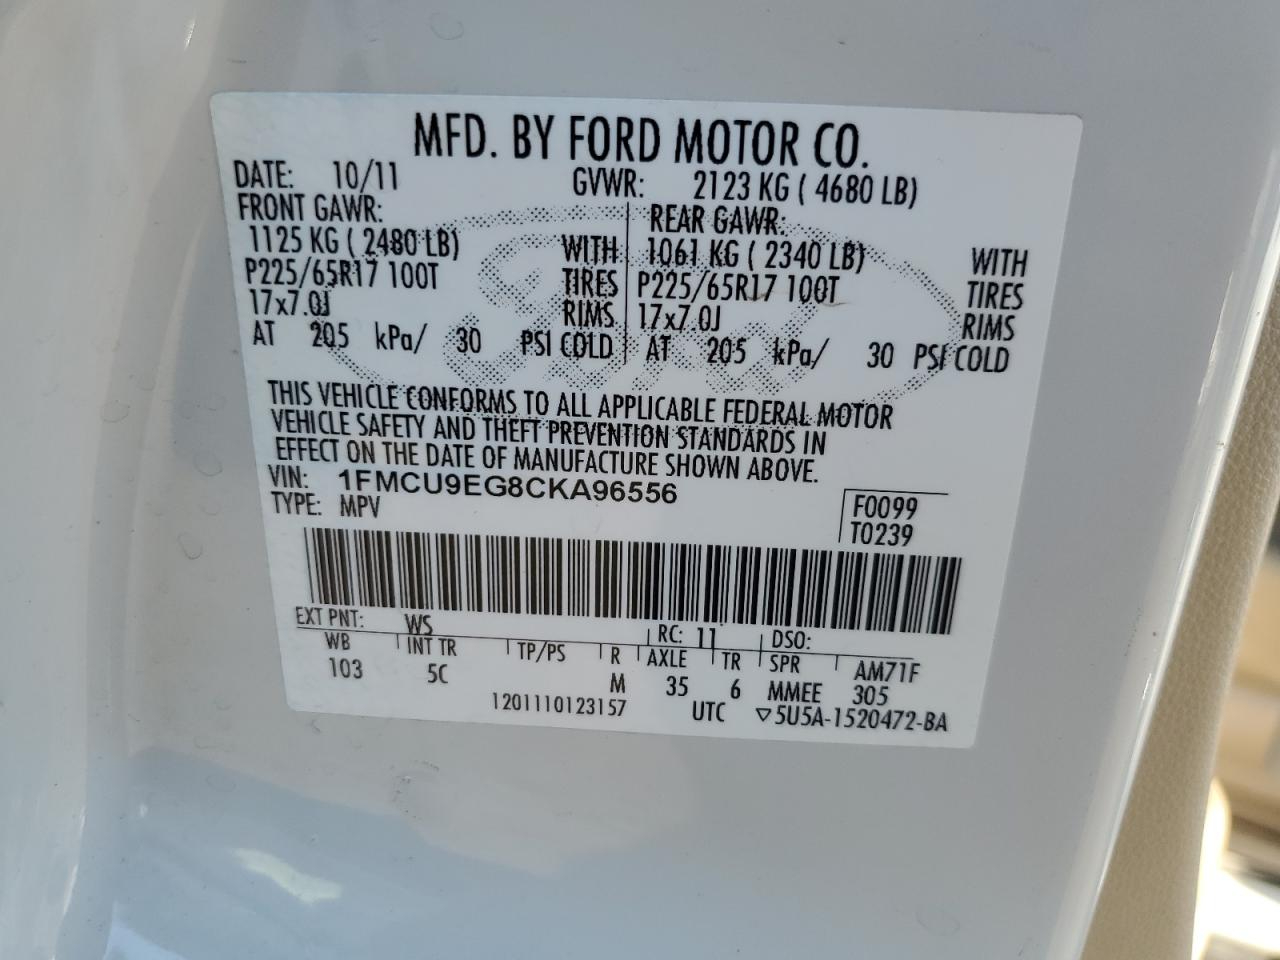 MFD. BY FORD MOTOR CO.
DATE: 10/11 GVWR: 2123 KG ( 4680 LB)
FRONT GAWR: REAR GAWR:
1125 KG ( 2480 LB) WITH 1061 KG ( 2340 LB) WITH
P225/65R17 100T TIRES P225/65R17 100T TIRES
17x7.0J RIMS 17x7.0J RIMS
AT 205 kPa/ 30 PSI COLD AT 205 kPa/ 30 PSI COLD
THIS VEHICLE CONFORMS TO ALL APPLICABLE FEDERAL MOTOR
VEHICLE SAFETY AND THEFT PREVENTION STANDARDS IN
EFFECT ON THE DATE OF MANUFACTURE SHOWN ABOVE.
VIN: 1FMCU9EG8CKA96556 F0099
TYPE: MPV T0239
EXT PNT: WS RC: 11 DSO:
WB INT TR TP/PS R AXLE TR SPR AM71F
103 5C M 35 6 MMEE 305
1201110123157 UTC ▽5U5A-1520472-BA